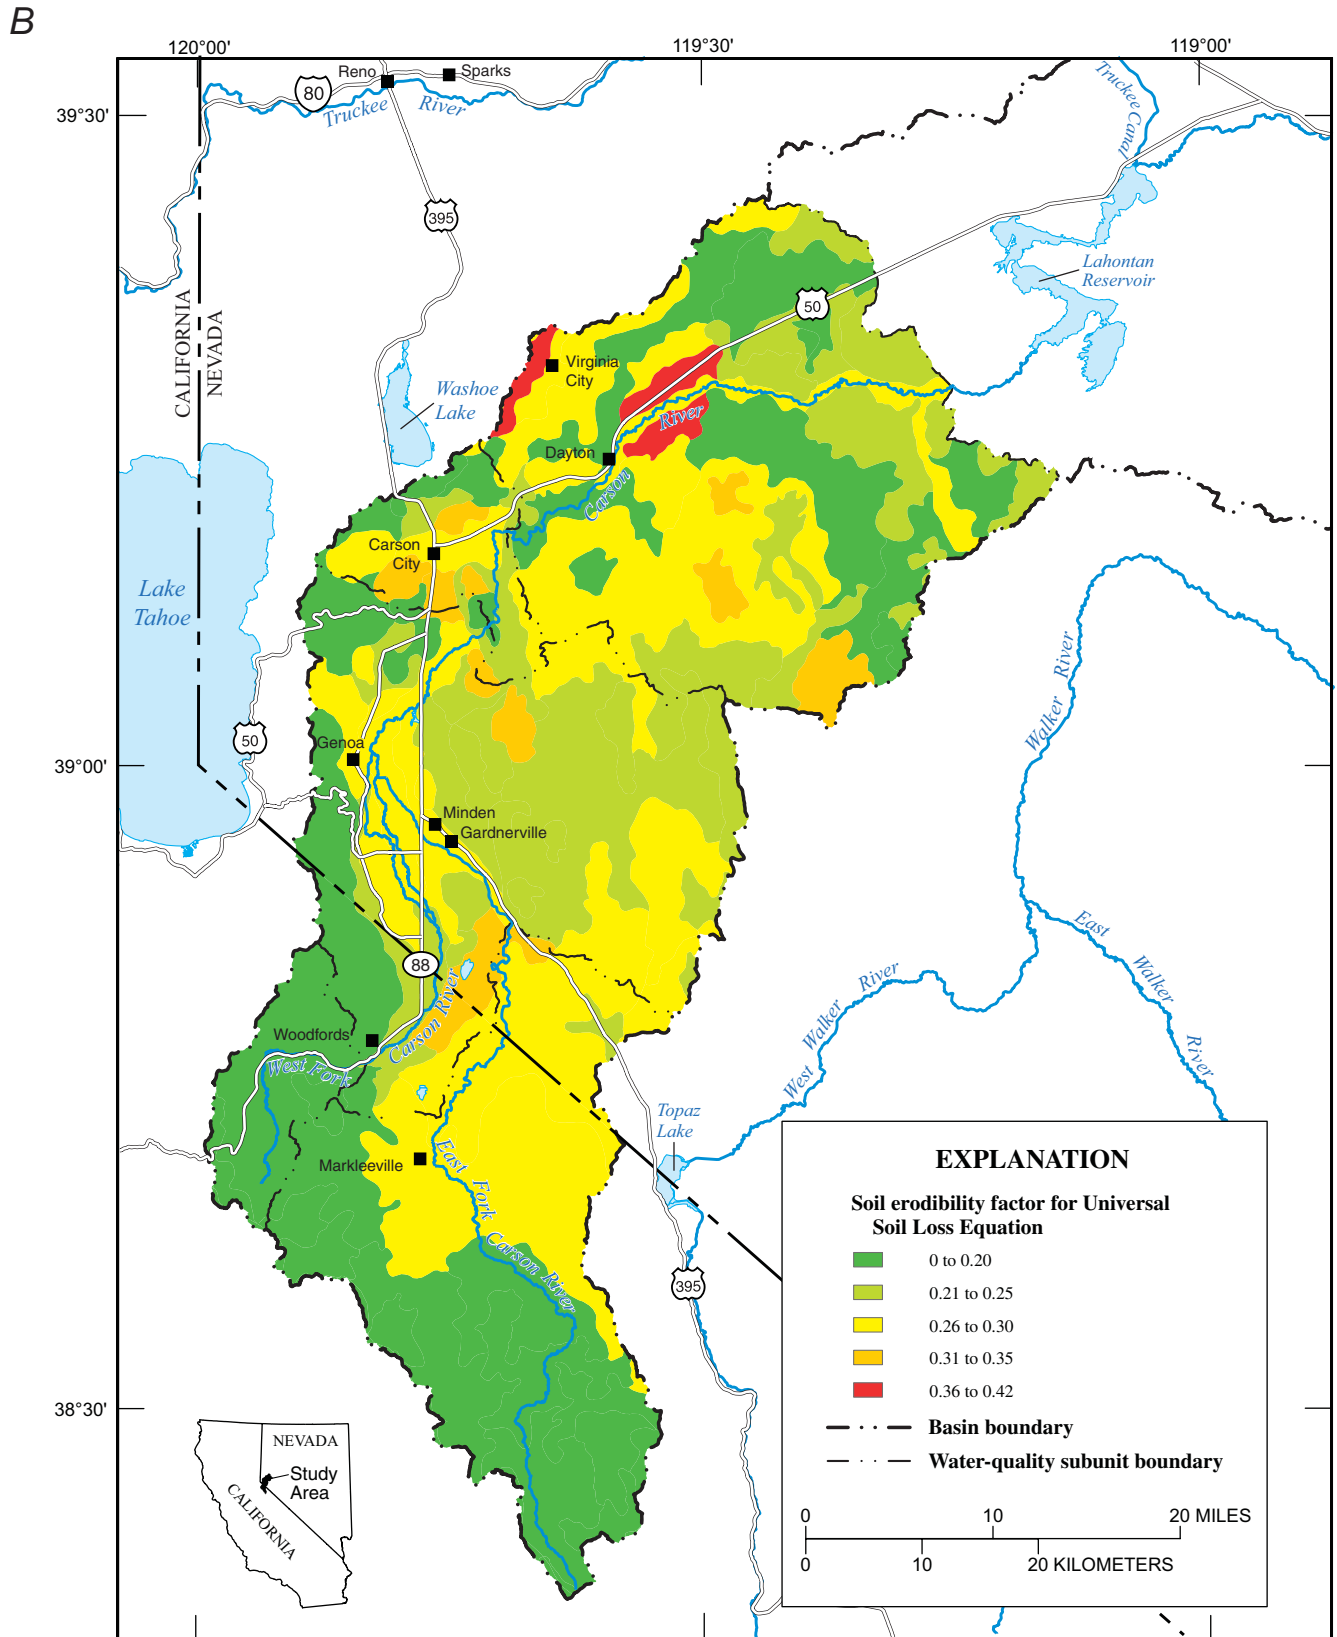 B
120°00'
119°30'
119°00'
39°30'
39°00'
38°30'
Reno
Sparks
80
Truckee River
Truckee Canal
395
CALIFORNIA
NEVADA
Lahontan
Reservoir
50
Virginia
City
Washoe
Lake
River
Dayton
Carson
Carson
City
Lake
Tahoe
Walker River
50
Genoa
Minden
Gardnerville
East Walker River
88
West Walker River
Woodfords
Carson River
West Fork
Topaz
Lake
Markleeville
East Fork Carson River
395
EXPLANATION
Soil erodibility factor for Universal
Soil Loss Equation
0 to 0.20
0.21 to 0.25
0.26 to 0.30
0.31 to 0.35
0.36 to 0.42
Basin boundary
Water-quality subunit boundary
0 10 20 MILES
0 10 20 KILOMETERS
NEVADA
Study
Area
CALIFORNIA